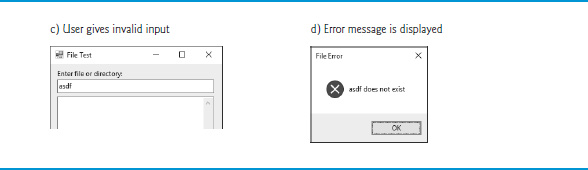 c) User gives invalid input
File Test
Enter file or directory:
asdf
d) Error message is displayed
File Error
asdf does not exist
OK